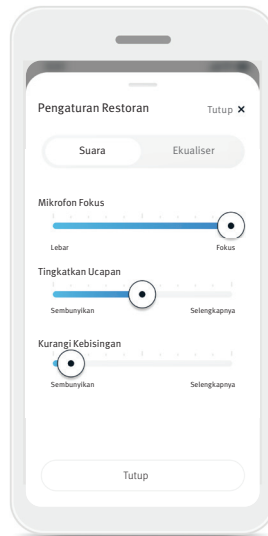 Pengaturan Restoran Tutup ×
Suara Ekualiser
Mikrofon Fokus
Lebar Fokus
Tingkatkan Ucapan
Sembunyikan Selengkapnya
Kurangi Kebisingan
Sembunyikan Selengkapnya
Tutup